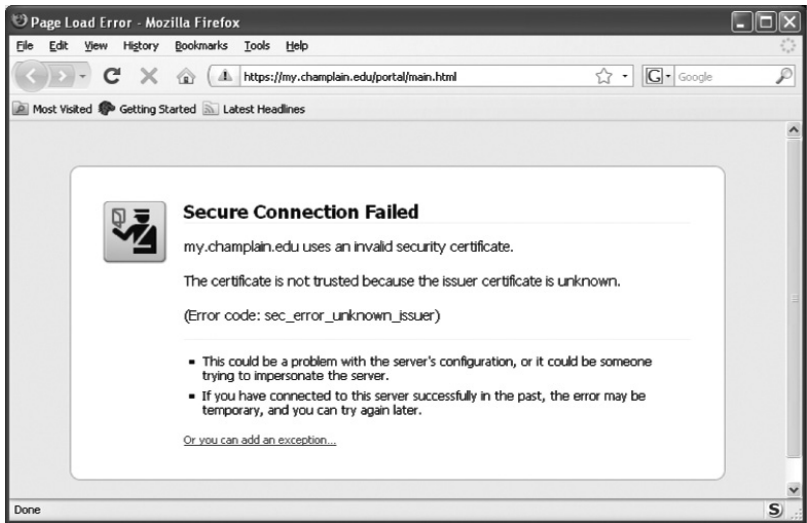 Page Load Error - Mozilla Firefox
File Edit View History Bookmarks Tools Help
https://my.champlain.edu/portal/main.html G Google
Most Visited Getting Started Latest Headlines
Secure Connection Failed
my.champlain.edu uses an invalid security certificate.
The certificate is not trusted because the issuer certificate is unknown.
(Error code: sec_error_unknown_issuer)
This could be a problem with the server's configuration, or it could be someone
trying to impersonate the server.
If you have connected to this server successfully in the past, the error may be
temporary, and you can try again later.
Or you can add an exception...
Done S